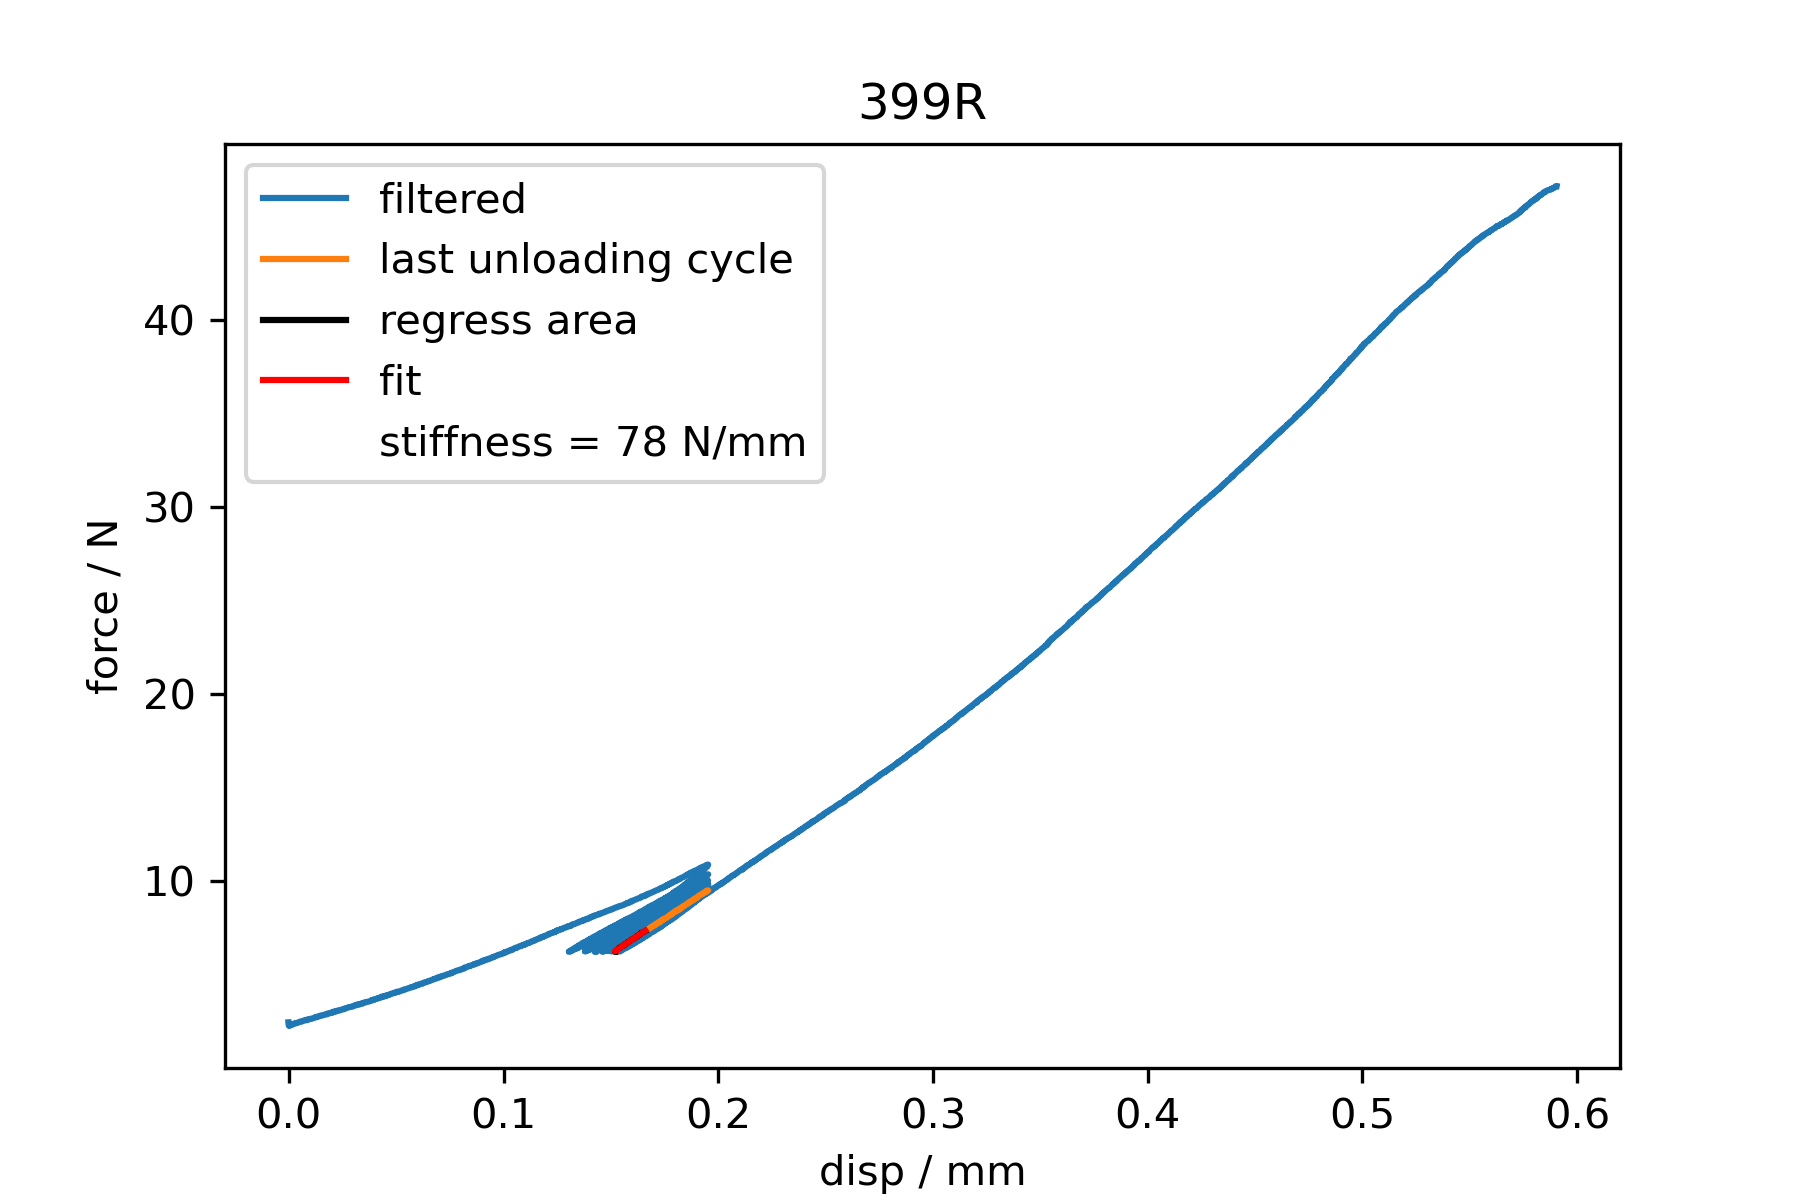 399R
filtered
last unloading cycle
regress area
fit
stiffness = 78 N/mm
force / N
40
30
20
10
0.0 0.1 0.2 0.3 0.4 0.5 0.6
disp / mm